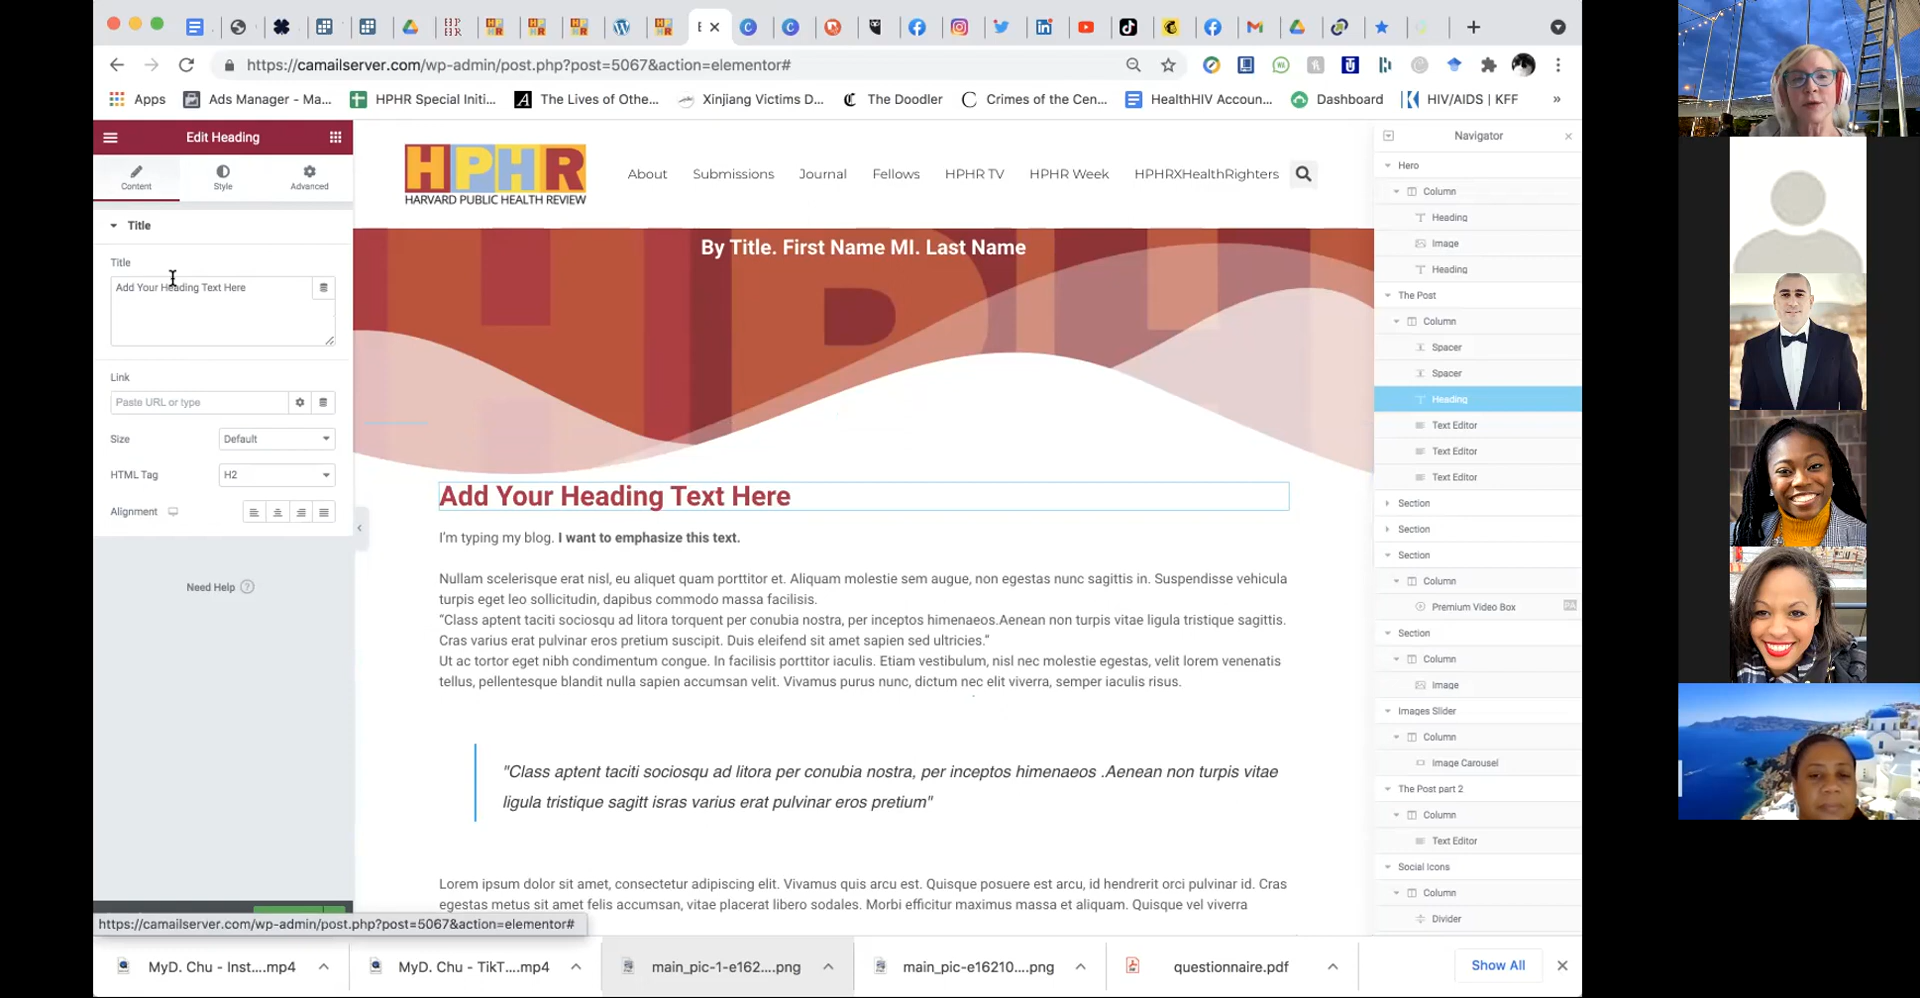 E
https://camailserver.com/wp-admin/post.php?post=5067&action=elementor#
Apps
Ads Manager - Ma...
HPHR Special Initi...
The Lives of Othe...
Xinjiang Victims D...
The Doodler
Crimes of the Cen...
HealthHIV Accoun...
Dashboard
HIV/AIDS | KFF
»
Edit Heading
Content
Style
Advanced
Title
Title
Add Your Heading Text Here
Link
Paste URL or type
Size
Default
HTML Tag
H2
Alignment
Need Help
HPHR
HARVARD PUBLIC HEALTH REVIEW
About
Submissions
Journal
Fellows
HPHR TV
HPHR Week
HPHRXHealthRighters
By Title. First Name MI. Last Name
Add Your Heading Text Here
I'm typing my blog. I want to emphasize this text.
Nullam scelerisque erat nisl, eu aliquet quam porttitor et. Aliquam molestie sem augue, non egestas nunc sagittis in. Suspendisse vehicula
turpis eget leo sollicitudin, dapibus commodo massa facilisis.
“Class aptent taciti sociosqu ad litora torquent per conubia nostra, per inceptos himenaeos.Aenean non turpis vitae ligula tristique sagittis.
Cras varius erat pulvinar eros pretium suscipit. Duis eleifend sit amet sapien sed ultricies.”
Ut ac tortor eget nibh condimentum congue. In facilisis porttitor iaculis. Etiam vestibulum, nisl nec molestie egestas, velit lorem venenatis
tellus, pellentesque blandit nulla sapien accumsan velit. Vivamus purus nunc, dictum nec elit viverra, semper iaculis risus.
"Class aptent taciti sociosqu ad litora per conubia nostra, per inceptos himenaeos .Aenean non turpis vitae
ligula tristique sagitt isras varius erat pulvinar eros pretium"
Lorem ipsum dolor sit amet, consectetur adipiscing elit. Vivamus quis arcu est. Quisque posuere est arcu, id hendrerit orci pulvinar id. Cras
egestas metus sit amet felis accumsan, vitae placerat libero sodales. Morbi efficitur maximus massa et aliquam. Quisque vel viverra
Navigator
Hero
Column
Heading
Image
Heading
The Post
Column
Spacer
Spacer
Heading
Text Editor
Text Editor
Text Editor
Section
Section
Section
Column
Premium Video Box
PA
Section
Column
Image
Images Slider
Column
Image Carousel
The Post part 2
Column
Text Editor
Social Icons
Column
Divider
https://camailserver.com/wp-admin/post.php?post=5067&action=elementor#
MyD. Chu - Inst....mp4
MyD. Chu - TikT....mp4
main_pic-1-e162....png
main_pic-e16210....png
questionnaire.pdf
Show All